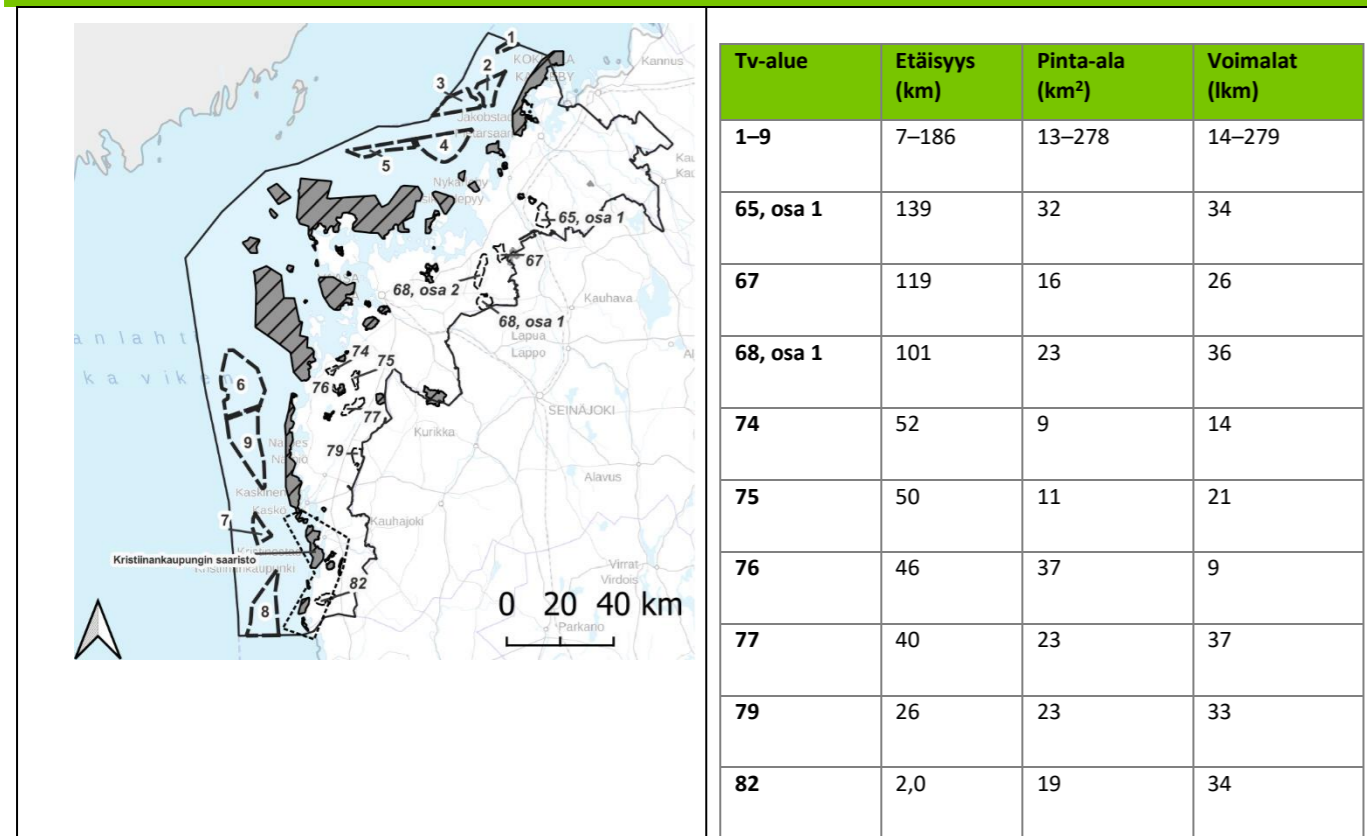 1
KOK
2
KA BY
Kannus
3
Jakobstad
4
5
65, osa 1
67
68, osa 2
Kauhava
68, osa 1
Lapua
Lappo
74
75
a n l a h t
k a v i k e n
6
76
SEINÄJOKI
77
9
Kurikka
79
Alavus
Kaskinen
Kaskö
Kauhajoki
7
Kristiinankaupungin saaristo
Virrat
Virdois
82
0 20 40 km
8
Parkano
Tv-alue Etäisyys (km) Pinta-ala (km²) Voimalat (lkm)
1–9 7–186 13–278 14–279
65, osa 1 139 32 34
67 119 16 26
68, osa 1 101 23 36
74 52 9 14
75 50 11 21
76 46 37 9
77 40 23 37
79 26 23 33
82 2,0 19 34